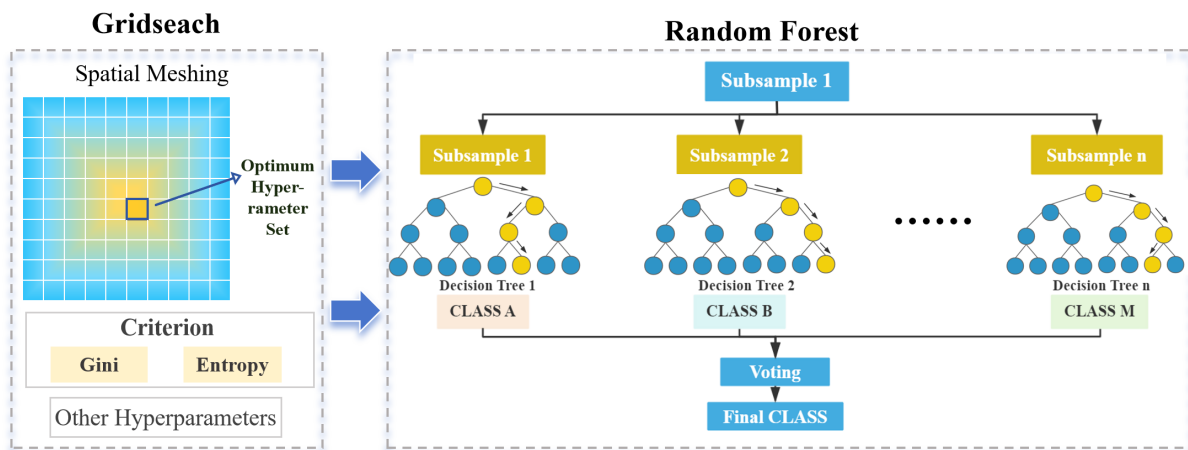 Gridseach
Spatial Meshing
Optimum
Hyper-
rameter
Set
Criterion
Gini
Entropy
Other Hyperparameters
Random Forest
Subsample 1
Subsample 1
Subsample 2
Subsample n
Decision Tree 1
Decision Tree 2
Decision Tree n
CLASS A
CLASS B
CLASS M
Voting
Final CLASS